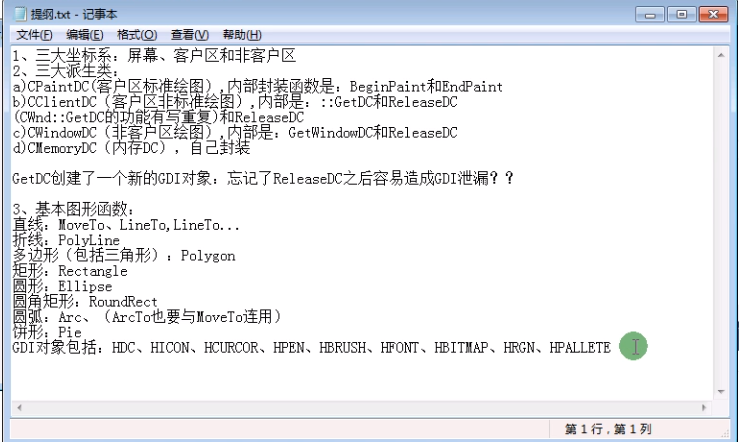 提纲.txt - 记事本
文件(F) 编辑(E) 格式(O) 查看(V) 帮助(H)
1、三大坐标系：屏幕、客户区和非客户区
2、三大派生类：
a)CPaintDC(客户区标准绘图),内部封装函数是：BeginPaint和EndPaint
b)CClientDC（客户区非标准绘图）,内部是：::GetDC和ReleaseDC
(CWnd::GetDC的功能有写重复)和ReleaseDC
c)CWindowDC（非客户区绘图）,内部是：GetWindowDC和ReleaseDC
d)CMemoryDC（内存DC），自己封装
GetDC创建了一个新的GDI对象：忘记了ReleaseDC之后容易造成GDI泄漏？？
3、基本图形函数：
直线：MoveTo、LineTo,LineTo...
折线：PolyLine
多边形（包括三角形）：Polygon
矩形：Rectangle
圆形：Ellipse
圆角矩形：RoundRect
圆弧：Arc、（ArcTo也要与MoveTo连用）
饼形：Pie
GDI对象包括：HDC、HICON、HCURCOR、HPEN、HBRUSH、HFONT、HBITMAP、HRGN、HPALLETE
第 1 行，第 1 列